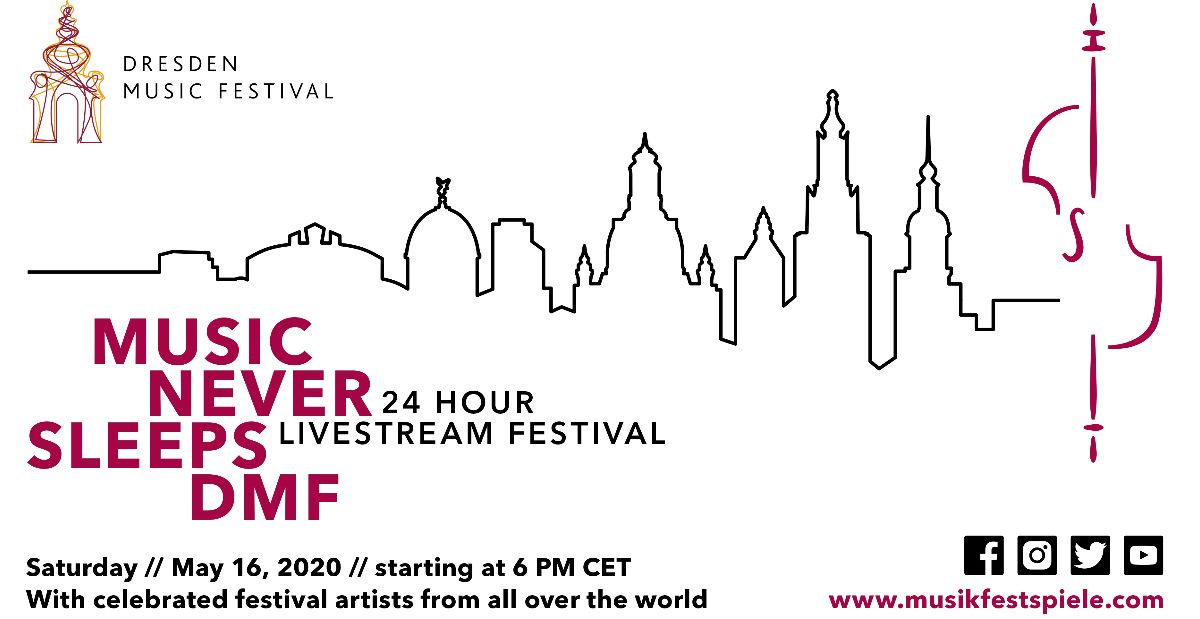 DRESDEN
MUSIC FESTIVAL
MUSIC
NEVER
24 HOUR
SLEEPS
LIVESTREAM FESTIVAL
DMF
Saturday // May 16, 2020 // starting at 6 PM CET
With celebrated festival artists from all over the world
www.musikfestspiele.com